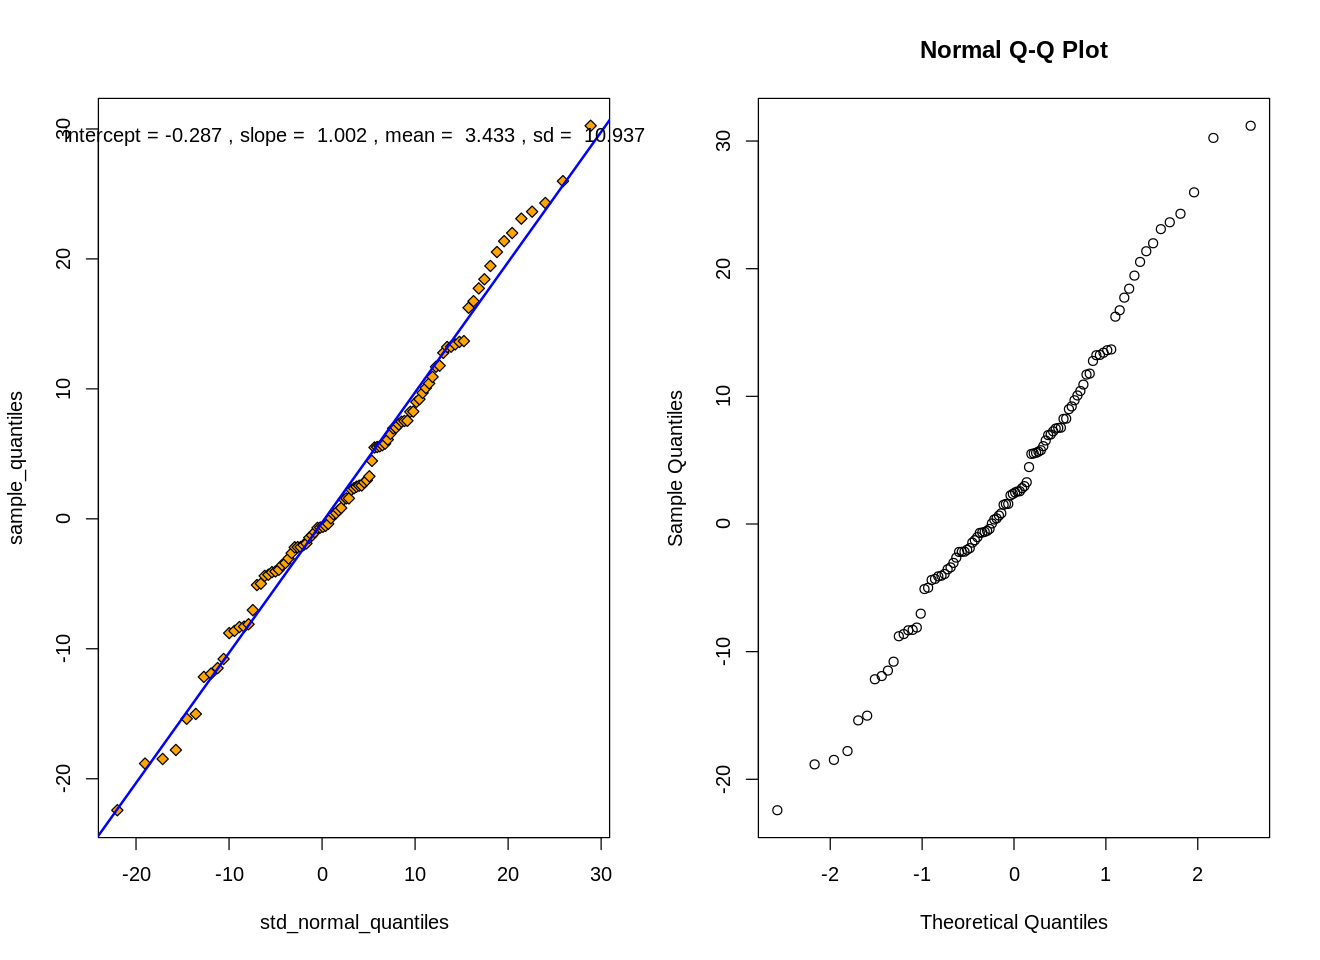 Normal Q-Q Plot
intercept = -0.287 , slope =  1.002 , mean =  3.433 , sd =  10.937
sample_quantiles
30
20
10
0
-10
-20
-20 -10 0 10 20 30
std_normal_quantiles
Sample Quantiles
30
20
10
0
-10
-20
-2 -1 0 1 2
Theoretical Quantiles